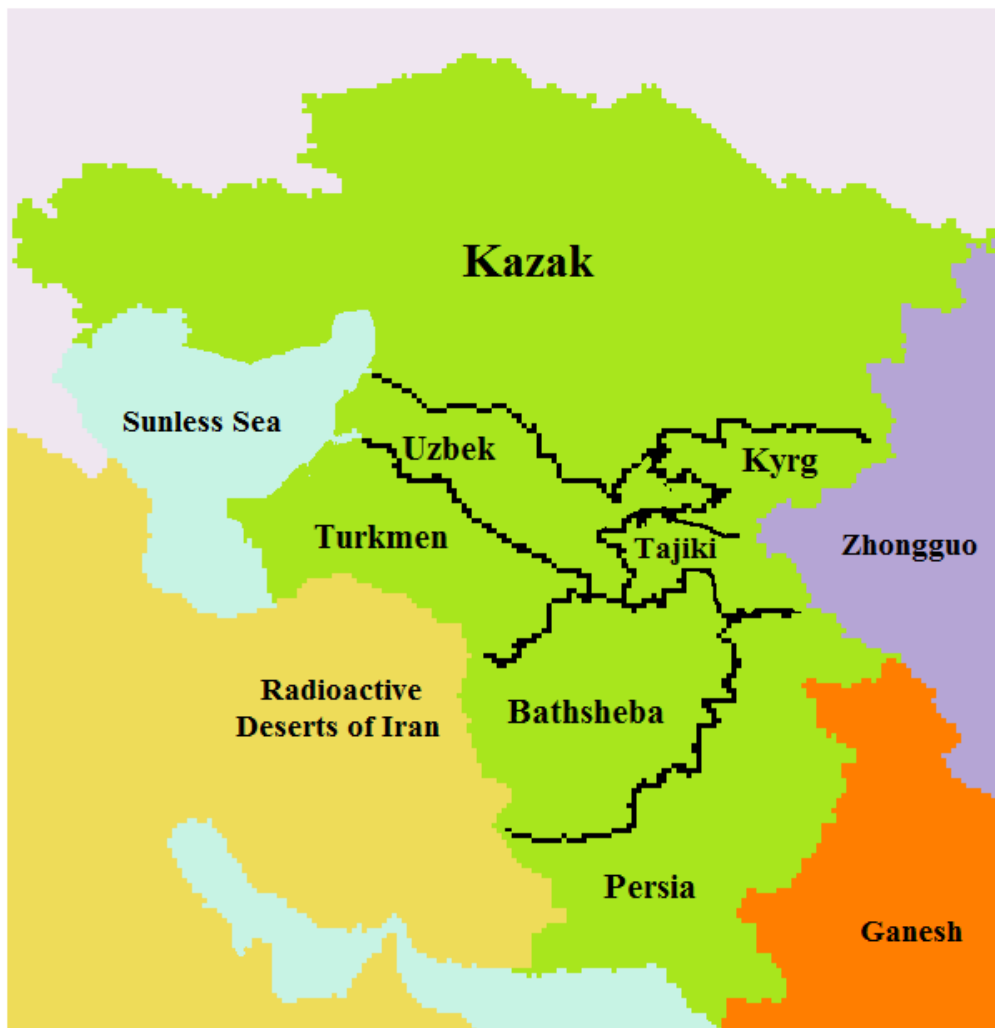 Kazak
Sunless Sea
Uzbek
Kyrg
Turkmen
Tajiki
Zhongguo
Radioactive
Deserts of Iran
Bathsheba
Persia
Ganesh